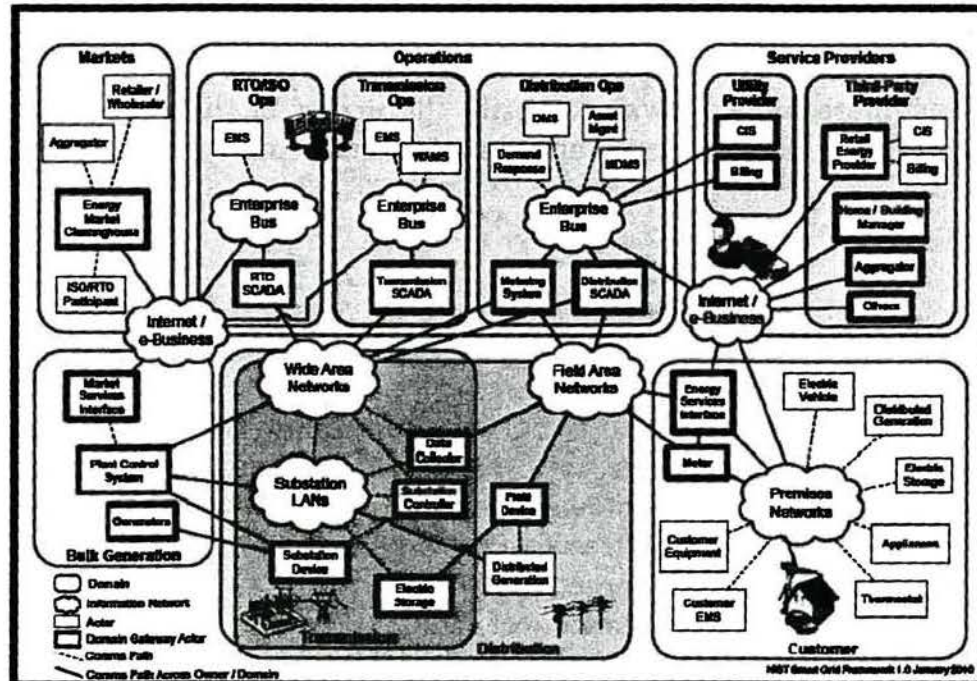 Markets
Retailer /
Wholesaler
Aggregator
Energy
Market
Clearinghouse
ISO/RTO
Participant
Internet /
e-Business
Operations
RTO/ISO
Ops
EMS
Enterprise
Bus
RTO
SCADA
Transmission
Ops
EMS
WAMS
Enterprise
Bus
Transmission
SCADA
Distribution Ops
DMS
Asset
Mgmt
Demand
Response
MDMS
Enterprise
Bus
Metering
System
Distribution
SCADA
Service Providers
Utility
Provider
CIS
Billing
Third-Party
Provider
Retail
Energy
Provider
CIS
Billing
Home / Building
Manager
Aggregator
Others
Internet /
e-Business
Market
Services
Interface
Plant Control
System
Generators
Bulk Generation
Wide Area
Networks
Substation
LANs
Data
Collector
Substation
Controller
Substation
Device
Electric
Storage
Transmission
Field Area
Networks
Field
Device
Distributed
Generation
Distribution
Energy
Services
Interface
Meter
Electric
Vehicle
Distributed
Generation
Electric
Storage
Appliances
Thermostat
Premises
Networks
Customer
Equipment
Customer
EMS
Customer
Domain
Information Network
Actor
Domain Gateway Actor
Comms Path
Comms Path Across Owner / Domain
NIST Smart Grid Framework 1.0 January 2010